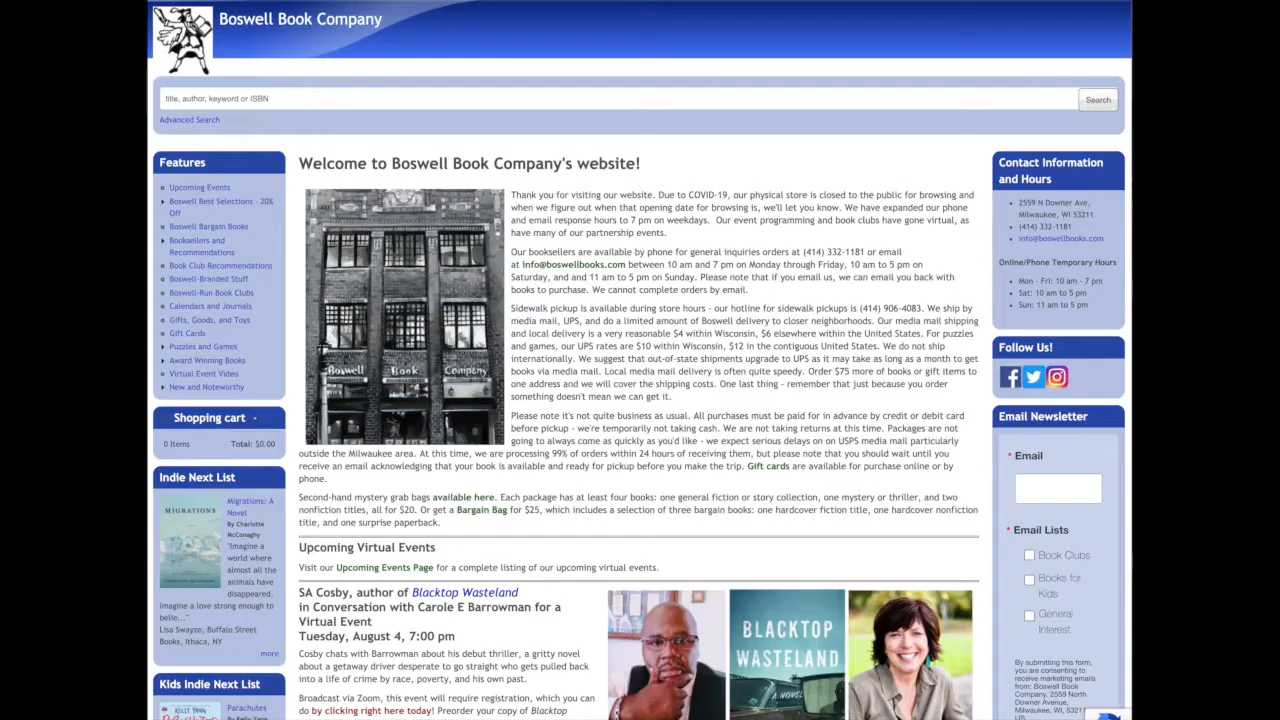 Boswell Book Company
title, author, keyword or ISBN
Search
Advanced Search
Features
Upcoming Events
Boswell Best Selections - 20%
Off
Boswell Bargain Books
Booksellers and
Recommendations
Book Club Recommendations
Boswell-Branded Stuff
Boswell-Run Book Clubs
Calendars and Journals
Gifts, Goods, and Toys
Gift Cards
Puzzles and Games
Award Winning Books
Virtual Event Video
New and Noteworthy
Shopping cart
0 Items Total: $0.00
Indie Next List
MIGRATIONS
Migrations: A
Novel
By Charlotte
McConaghy
"Imagine a
world where
almost all the
animals have
disappeared.
Imagine a love strong enough to
belie..."
Lisa Swayze, Buffalo Street
Books, Ithaca, NY
more
Kids Indie Next List
Parachutes
Welcome to Boswell Book Company's website!
Boswell Book Company
Thank you for visiting our website. Due to COVID-19, our physical store is closed to the public for browsing and
when we figure out when that opening date for browsing is, we'll let you know. We have expanded our phone
and email response hours to 7 pm on weekdays. Our event programming and book clubs have gone virtual, as
have many of our partnership events.
Our booksellers are available by phone for general inquiries orders at (414) 332-1181 or email
at info@boswellbooks.com between 10 am and 7 pm on Monday through Friday, 10 am to 5 pm on
Saturday, and and 11 am to 5 pm on Sunday. Please note that if you email us, we can email you back with
books to purchase. We cannot complete orders by email.
Sidewalk pickup is available during store hours - our hotline for sidewalk pickups is (414) 906-4083. We ship by
media mail, UPS, and do a limited amount of Boswell delivery to closer neighborhoods. Our media mail shipping
and local delivery is a very reasonable $4 within Wisconsin, $6 elsewhere within the United States. For puzzles
and games, our UPS rates are $10 within Wisconsin, $12 in the contiguous United States. We do not ship
internationally. We suggest that out-of-state shipments upgrade to UPS as it may take as long as a month to get
books via media mail. Local media mail delivery is often quite speedy. Order $75 more of books or gift items to
one address and we will cover the shipping costs. One last thing - remember that just because you order
something doesn't mean we can get it.
Please note it's not quite business as usual. All purchases must be paid for in advance by credit or debit card
before pickup - we're temporarily not taking cash. We are not taking returns at this time. Packages are not
going to always come as quickly as you'd like - we expect serious delays on on USPS media mail particularly
outside the Milwaukee area. At this time, we are processing 99% of orders within 24 hours of receiving them, but please note that you should wait until you
receive an email acknowledging that your book is available and ready for pickup before you make the trip. Gift cards are available for purchase online or by
phone.
Second-hand mystery grab bags available here. Each package has at least four books: one general fiction or story collection, one mystery or thriller, and two
nonfiction titles, all for $20. Or get a Bargain Bag for $25, which includes a selection of three bargain books: one hardcover fiction title, one hardcover nonfiction
title, and one surprise paperback.
Upcoming Virtual Events
Visit our Upcoming Events Page for a complete listing of our upcoming virtual events.
SA Cosby, author of Blacktop Wasteland
in Conversation with Carole E Barrowman for a
Virtual Event
Tuesday, August 4, 7:00 pm
Cosby chats with Barrowman about his debut thriller, a gritty novel
about a getaway driver desperate to go straight who gets pulled back
into a life of crime by race, poverty, and his own past.
Broadcast via Zoom, this event will require registration, which you can
do by clicking right here today! Preorder your copy of Blacktop
BLACKTOP
WASTELAND
A NOVEL
Contact Information
and Hours
2559 N Downer Ave,
Milwaukee, WI 53211
(414) 332-1181
info@boswellbooks.com
Online/Phone Temporary Hours
Mon - Fri: 10 am - 7 pm
Sat: 10 am to 5 pm
Sun: 11 am to 5 pm
Follow Us!
Email Newsletter
* Email
* Email Lists
Book Clubs
Books for
Kids
General
Interest
By submitting this form,
you are consenting to
receive marketing emails
from: Boswell Book
Company, 2559 North
Downer Avenue,
Milwaukee, WI, 53211,
US